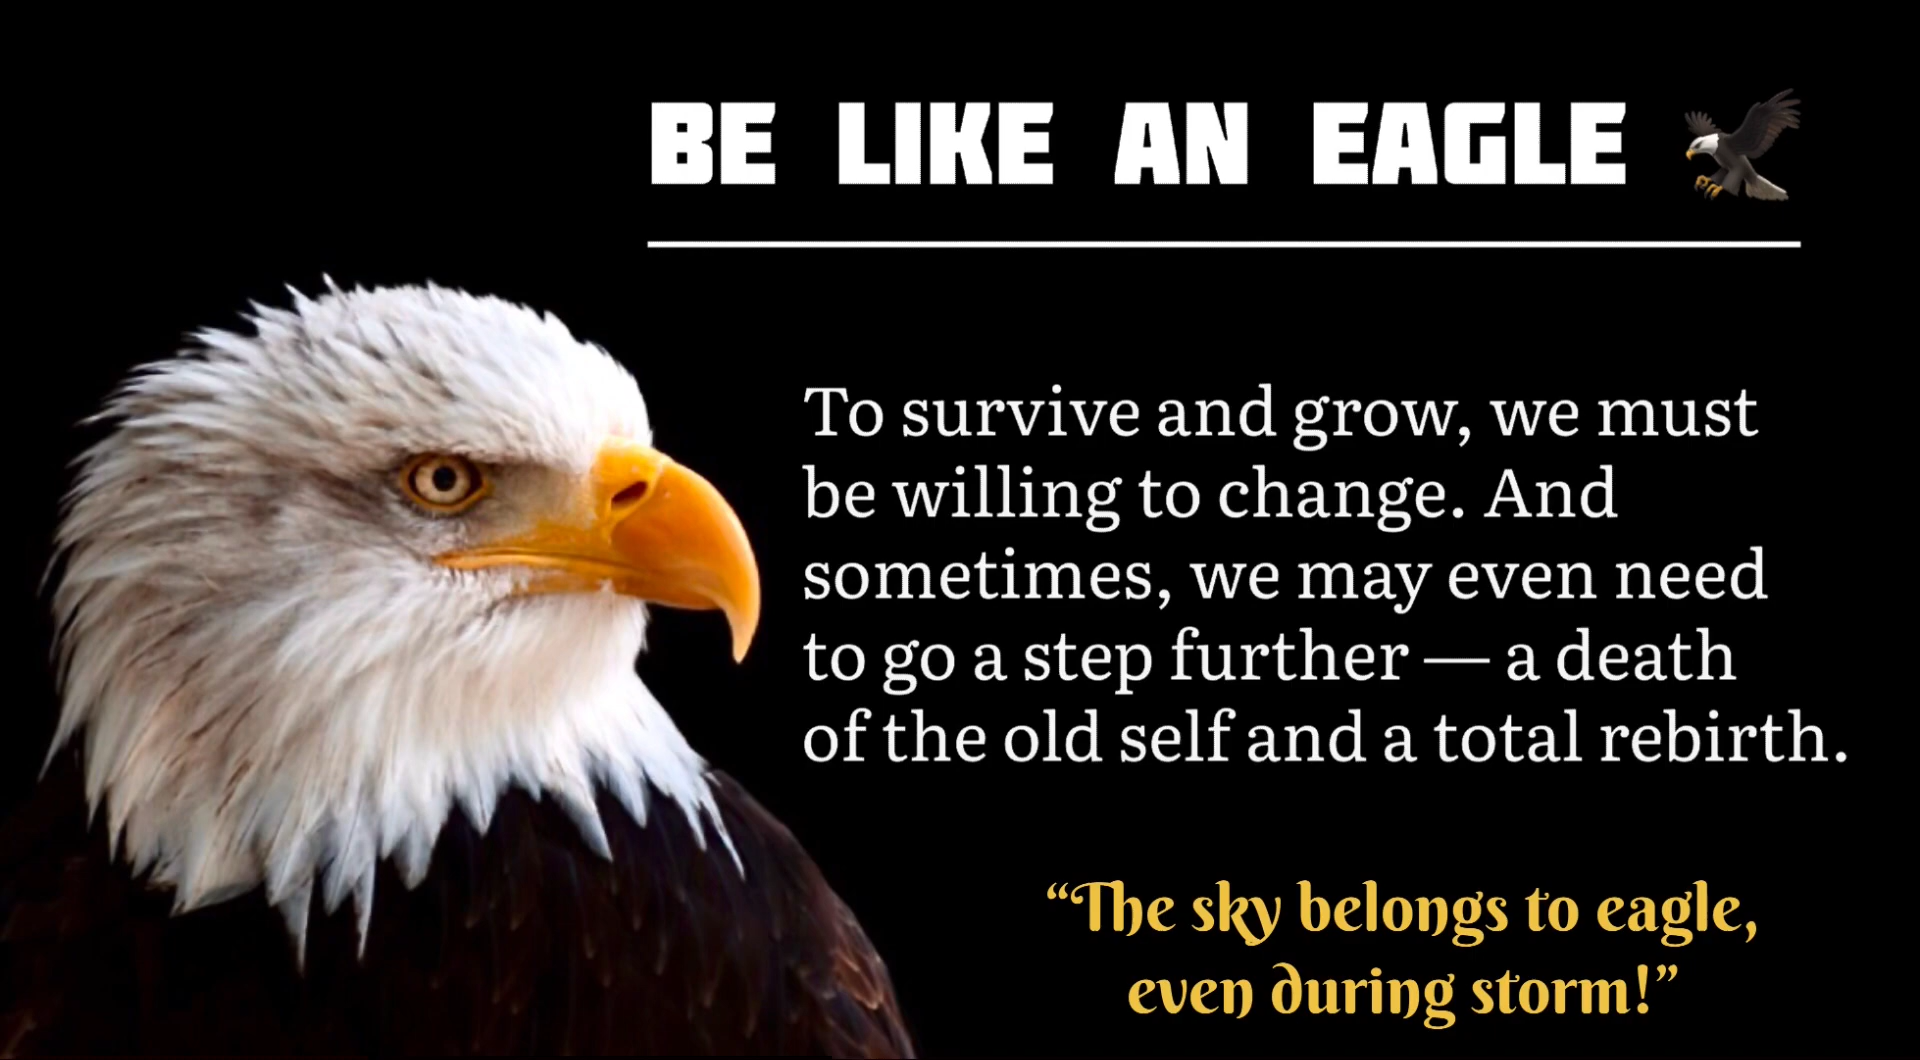 BE LIKE AN EAGLE
To survive and grow, we must
be willing to change. And
sometimes, we may even need
to go a step further — a death
of the old self and a total rebirth.
“The sky belongs to eagle,
even during storm!”